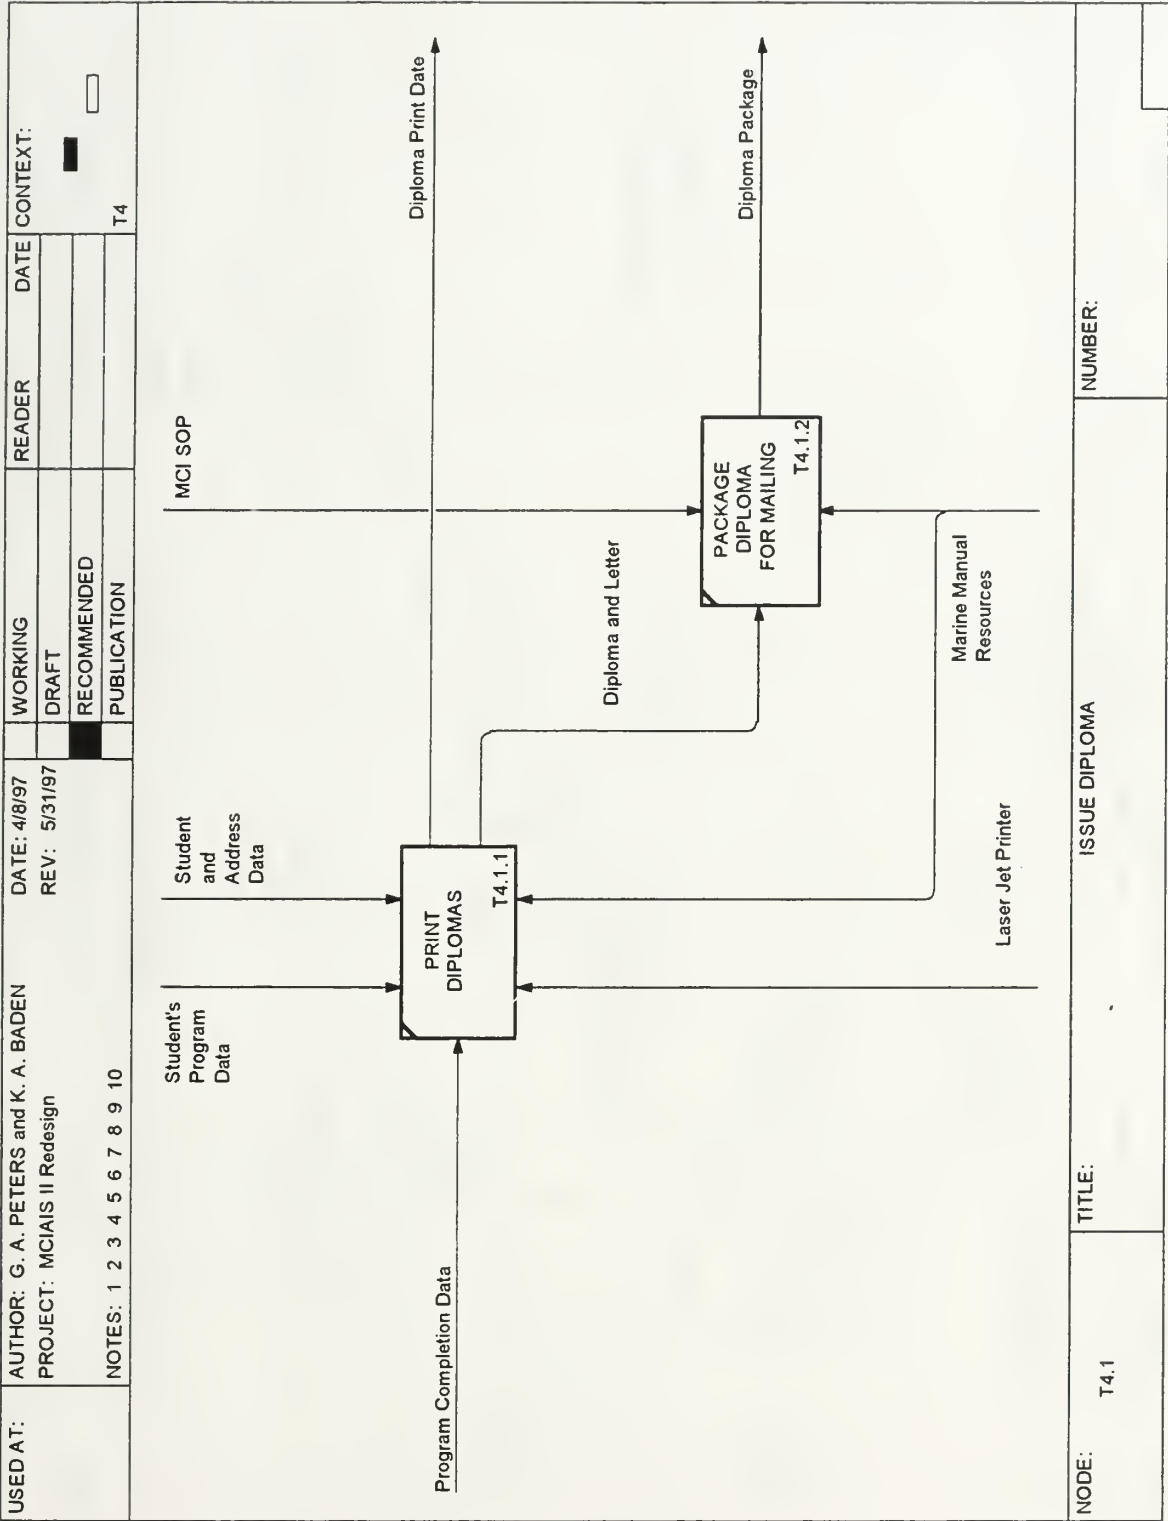 USED AT:
AUTHOR: G. A. PETERS and K. A. BADEN
DATE: 4/8/97
WORKING
READER
DATE
CONTEXT:
PROJECT: MCIAIS II Redesign
REV: 5/31/97
DRAFT
RECOMMENDED
NOTES: 1 2 3 4 5 6 7 8 9 10
PUBLICATION
T4
Student's
Program
Data
Student
and
Address
Data
MCI SOP
Program Completion Data
PRINT
DIPLOMAS
T4.1.1
Diploma Print Date
Diploma and Letter
PACKAGE
DIPLOMA
FOR MAILING
T4.1.2
Diploma Package
Marine Manual
Resources
Laser Jet Printer
NODE:
T4.1
TITLE:
ISSUE DIPLOMA
NUMBER: